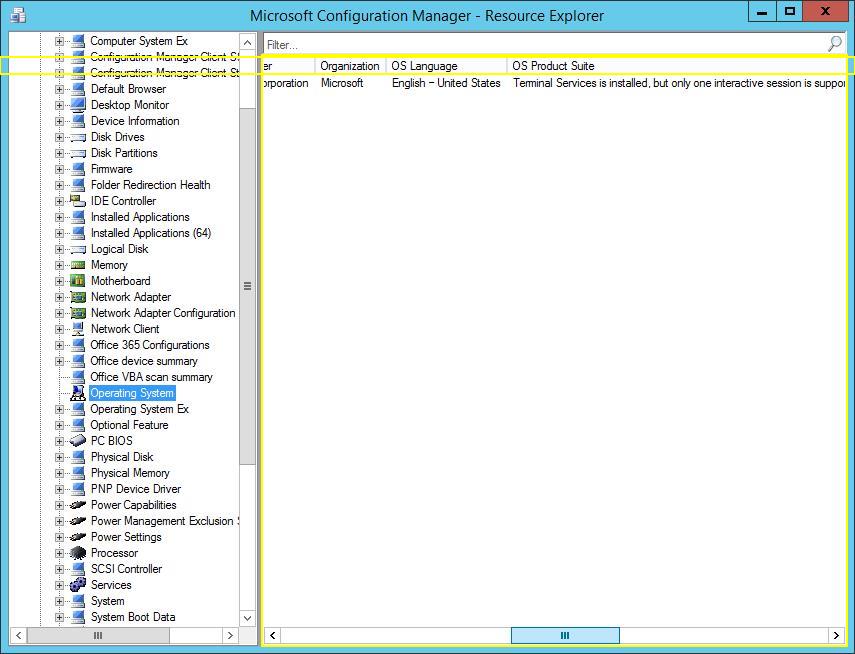 Microsoft Configuration Manager - Resource Explorer
Computer System Ex
Configuration Manager Client S
Configuration Manager Client St
Default Browser
Desktop Monitor
Device Information
Disk Drives
Disk Partitions
Firmware
Folder Redirection Health
IDE Controller
Installed Applications
Installed Applications (64)
Logical Disk
Memory
Motherboard
Network Adapter
Network Adapter Configuration
Network Client
Office 365 Configurations
Office device summary
Office VBA scan summary
Operating System
Operating System Ex
Optional Feature
PC BIOS
Physical Disk
Physical Memory
PNP Device Driver
Power Capabilities
Power Management Exclusion S
Power Settings
Processor
SCSI Controller
Services
System
System Boot Data
Filter...
er Organization OS Language OS Product Suite
orporation Microsoft English – United States Terminal Services is installed, but only one interactive session is suppor